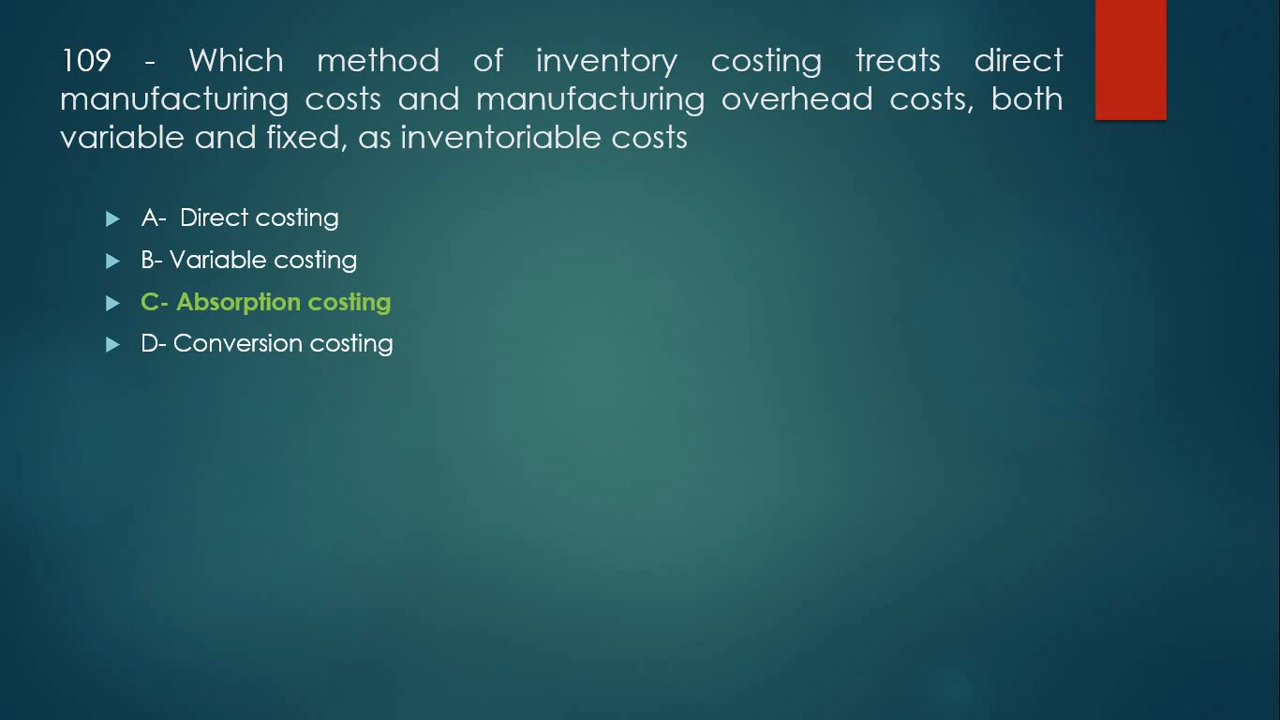 109 - Which method of inventory costing treats direct
manufacturing costs and manufacturing overhead costs, both
variable and fixed, as inventoriable costs
A- Direct costing
B- Variable costing
C- Absorption costing
D- Conversion costing